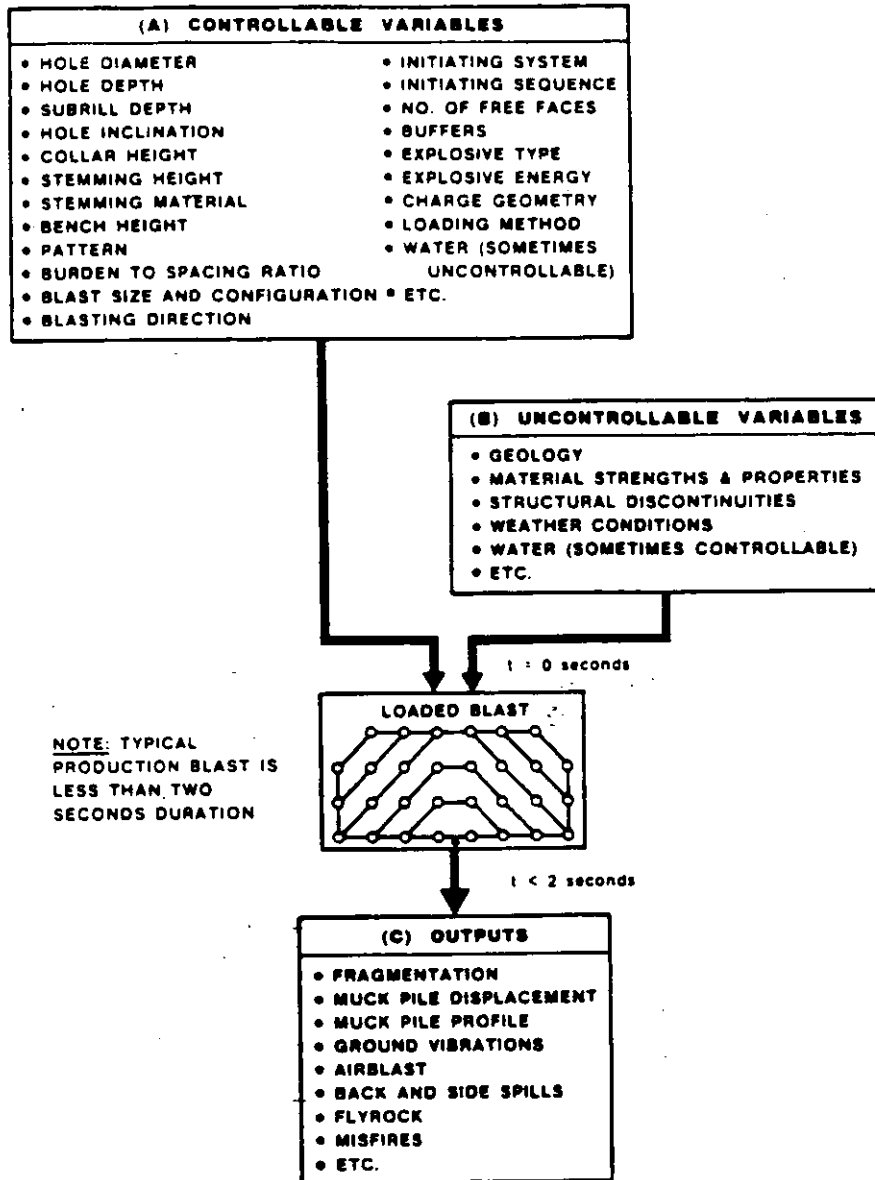 (A) CONTROLLABLE VARIABLES
• HOLE DIAMETER
• HOLE DEPTH
• SUBRILL DEPTH
• HOLE INCLINATION
• COLLAR HEIGHT
• STEMMING HEIGHT
• STEMMING MATERIAL
• BENCH HEIGHT
• PATTERN
• BURDEN TO SPACING RATIO
• BLAST SIZE AND CONFIGURATION
• BLASTING DIRECTION
• INITIATING SYSTEM
• INITIATING SEQUENCE
• NO. OF FREE FACES
• BUFFERS
• EXPLOSIVE TYPE
• EXPLOSIVE ENERGY
• CHARGE GEOMETRY
• LOADING METHOD
• WATER (SOMETIMES
UNCONTROLLABLE)
• ETC.
(B) UNCONTROLLABLE VARIABLES
• GEOLOGY
• MATERIAL STRENGTHS & PROPERTIES
• STRUCTURAL DISCONTINUITIES
• WEATHER CONDITIONS
• WATER (SOMETIMES CONTROLLABLE)
• ETC.
t = 0 seconds
LOADED BLAST
NOTE: TYPICAL
PRODUCTION BLAST IS
LESS THAN TWO
SECONDS DURATION
t < 2 seconds
(C) OUTPUTS
• FRAGMENTATION
• MUCK PILE DISPLACEMENT
• MUCK PILE PROFILE
• GROUND VIBRATIONS
• AIRBLAST
• BACK AND SIDE SPILLS
• FLYROCK
• MISFIRES
• ETC.